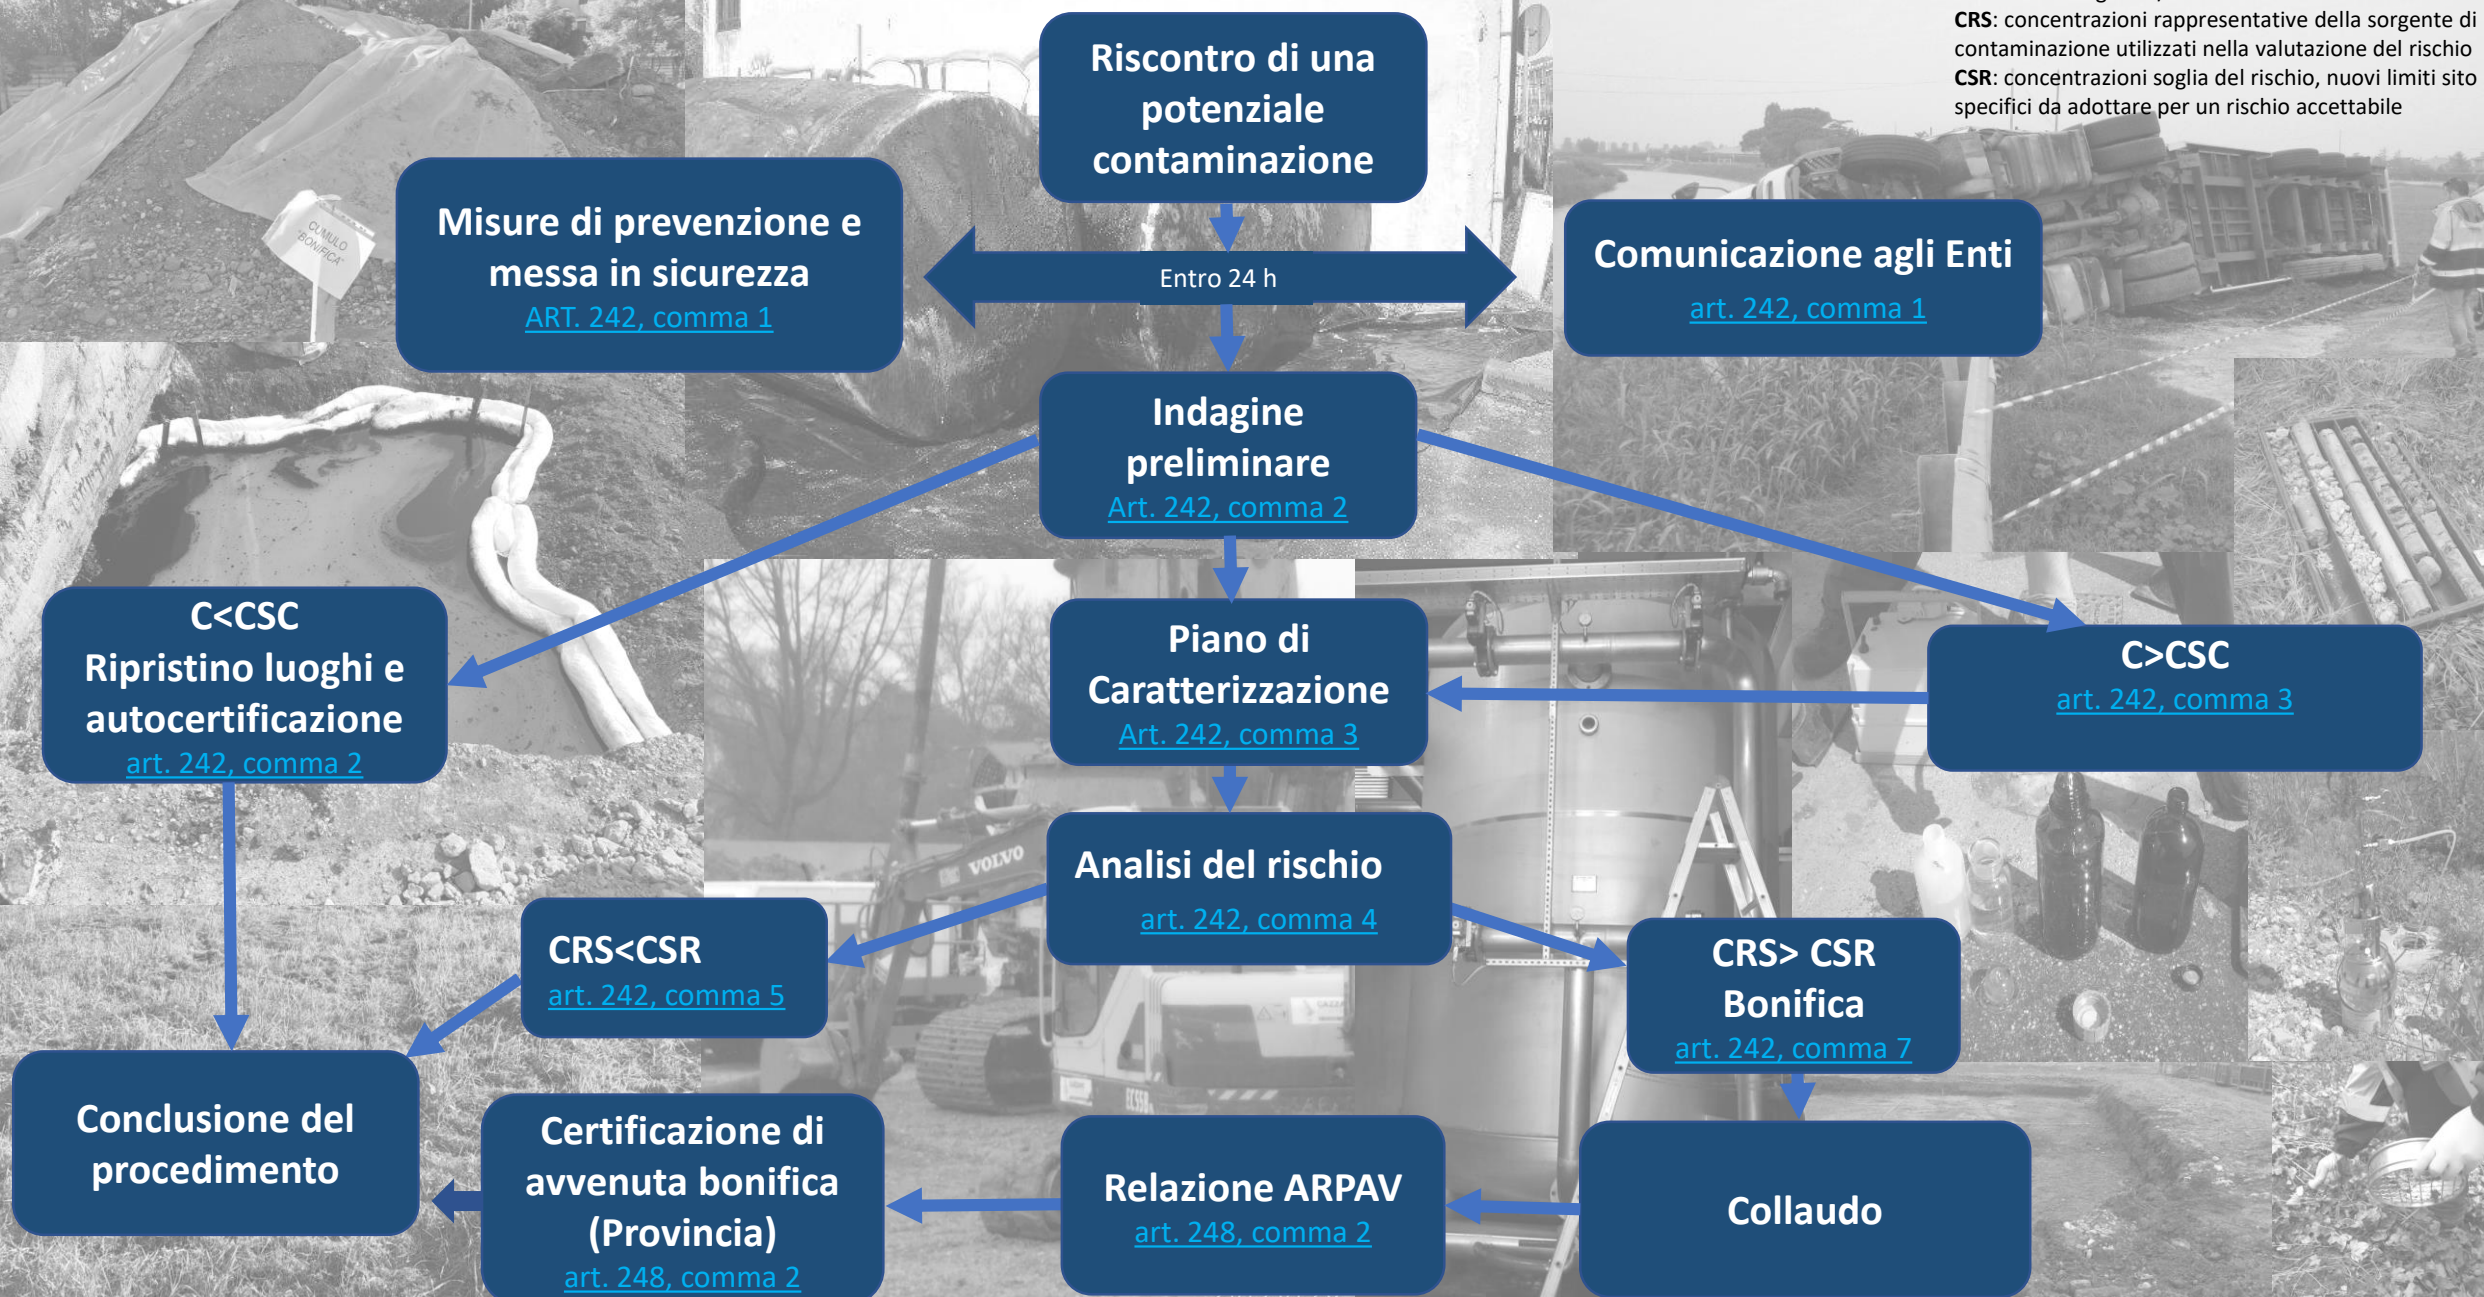 CRS: concentrazioni rappresentative della sorgente di
contaminazione utilizzati nella valutazione del rischio
CSR: concentrazioni soglia del rischio, nuovi limiti sito
specifici da adottare per un rischio accettabile
Riscontro di una
potenziale
contaminazione
Misure di prevenzione e
messa in sicurezza
ART. 242, comma 1
Entro 24 h
Comunicazione agli Enti
art. 242, comma 1
CUMULO
"BONIFICA"
Indagine
preliminare
Art. 242, comma 2
C<CSC
Ripristino luoghi e
autocertificazione
art. 242, comma 2
Piano di
Caratterizzazione
Art. 242, comma 3
C>CSC
art. 242, comma 3
VOLVO
Analisi del rischio
art. 242, comma 4
CRS<CSR
art. 242, comma 5
CRS> CSR
Bonifica
art. 242, comma 7
Conclusione del
procedimento
Certificazione di
avvenuta bonifica
(Provincia)
art. 248, comma 2
Relazione ARPAV
art. 248, comma 2
Collaudo